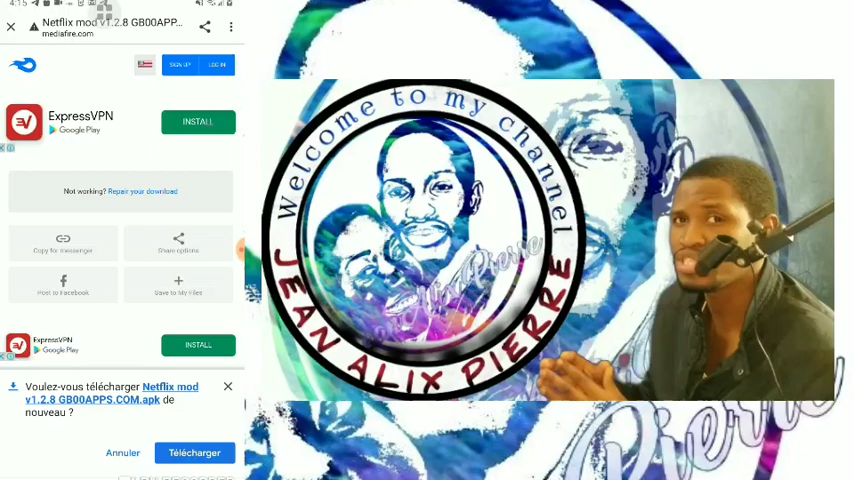 4:15
Netflix mod v1.2.8 GB00APP...
mediafire.com
SIGN UP
LOG IN
ExpressVPN
Google Play
INSTALL
Not working? Repair your download
Copy for messenger
Share options
Post to Facebook
Save to My Files
ExpressVPN
Google Play
INSTALL
Voulez-vous télécharger Netflix mod
v1.2.8 GB00APPS.COM.apk de
nouveau ?
Annuler
Télécharger
Welcome to my channel
JeanAlixPierre
JEAN ALIX PIERRE
Pierre